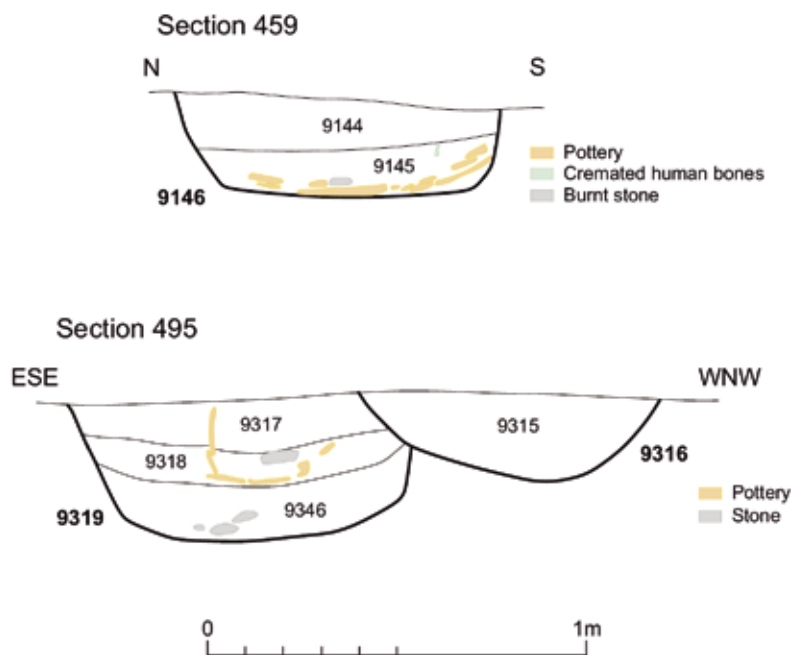 Section 459
N S
9144
9145
9146
Pottery
Cremated human bones
Burnt stone
Section 495
ESE WNW
9317
9315
9318
9316
9346
9319
Pottery
Stone
0 1m